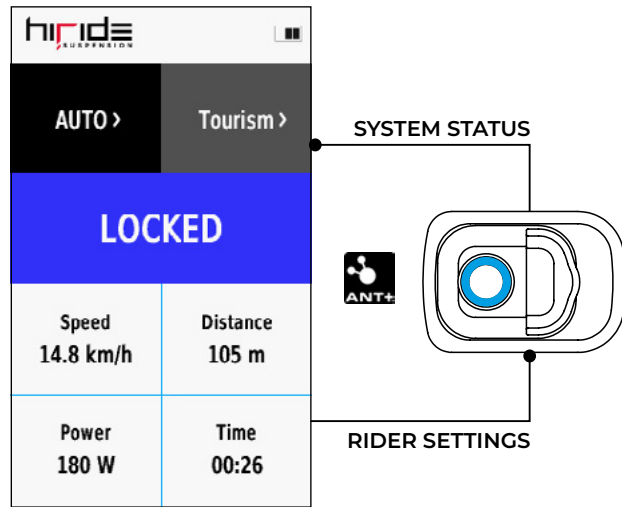 hiride
SUSPENSION
AUTO >
Tourism >
LOCKED
Speed
14.8 km/h
Distance
105 m
Power
180 W
Time
00:26
SYSTEM STATUS
ANT+
RIDER SETTINGS